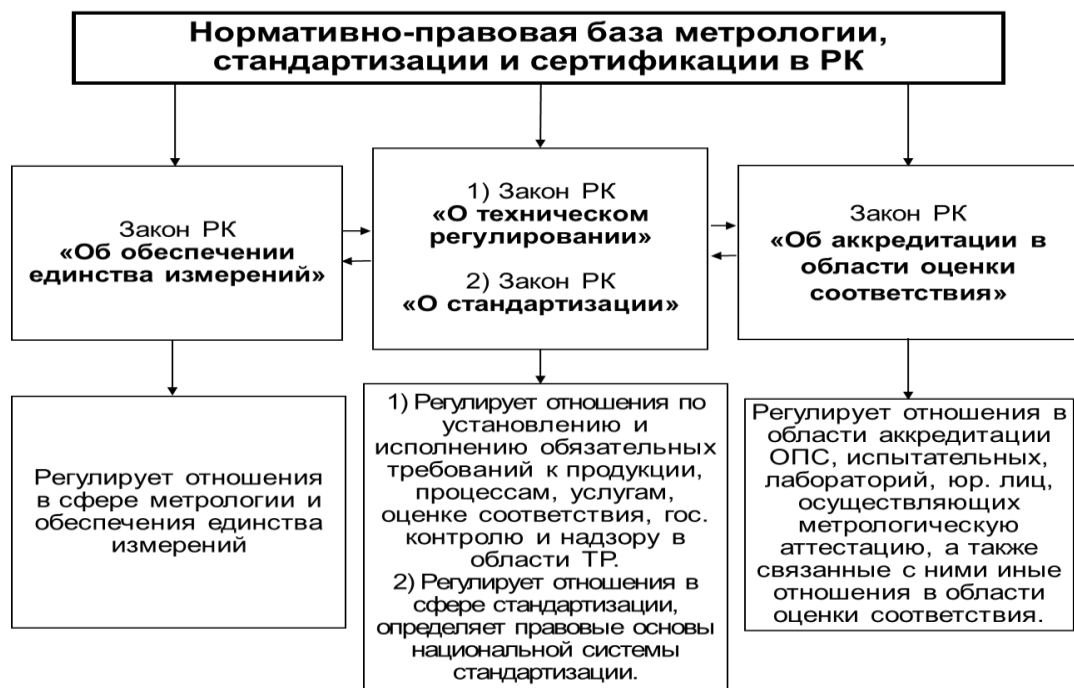 Нормативно-правовая база метрологии,
стандартизации и сертификации в РК
Закон РК
«Об обеспечении
единства измерений»
1) Закон РК
«О техническом
регулировании»
2) Закон РК
«О стандартизации»
Закон РК
«Об аккредитации в
области оценки
соответствия»
Регулирует отношения
в сфере метрологии и
обеспечения единства
измерений
1) Регулирует отношения по
установлению и
исполнению обязательных
требований к продукции,
процессам, услугам,
оценке соответствия, гос.
контролю и надзору в
области ТР.
2) Регулирует отношения в
сфере стандартизации,
определяет правовые основы
национальной системы
стандартизации.
Регулирует отношения в
области аккредитации
ОПС, испытательных,
лабораторий, юр. лиц,
осуществляющих
метрологическую
аттестацию, а также
связанные с ними иные
отношения в области
оценки соответствия.